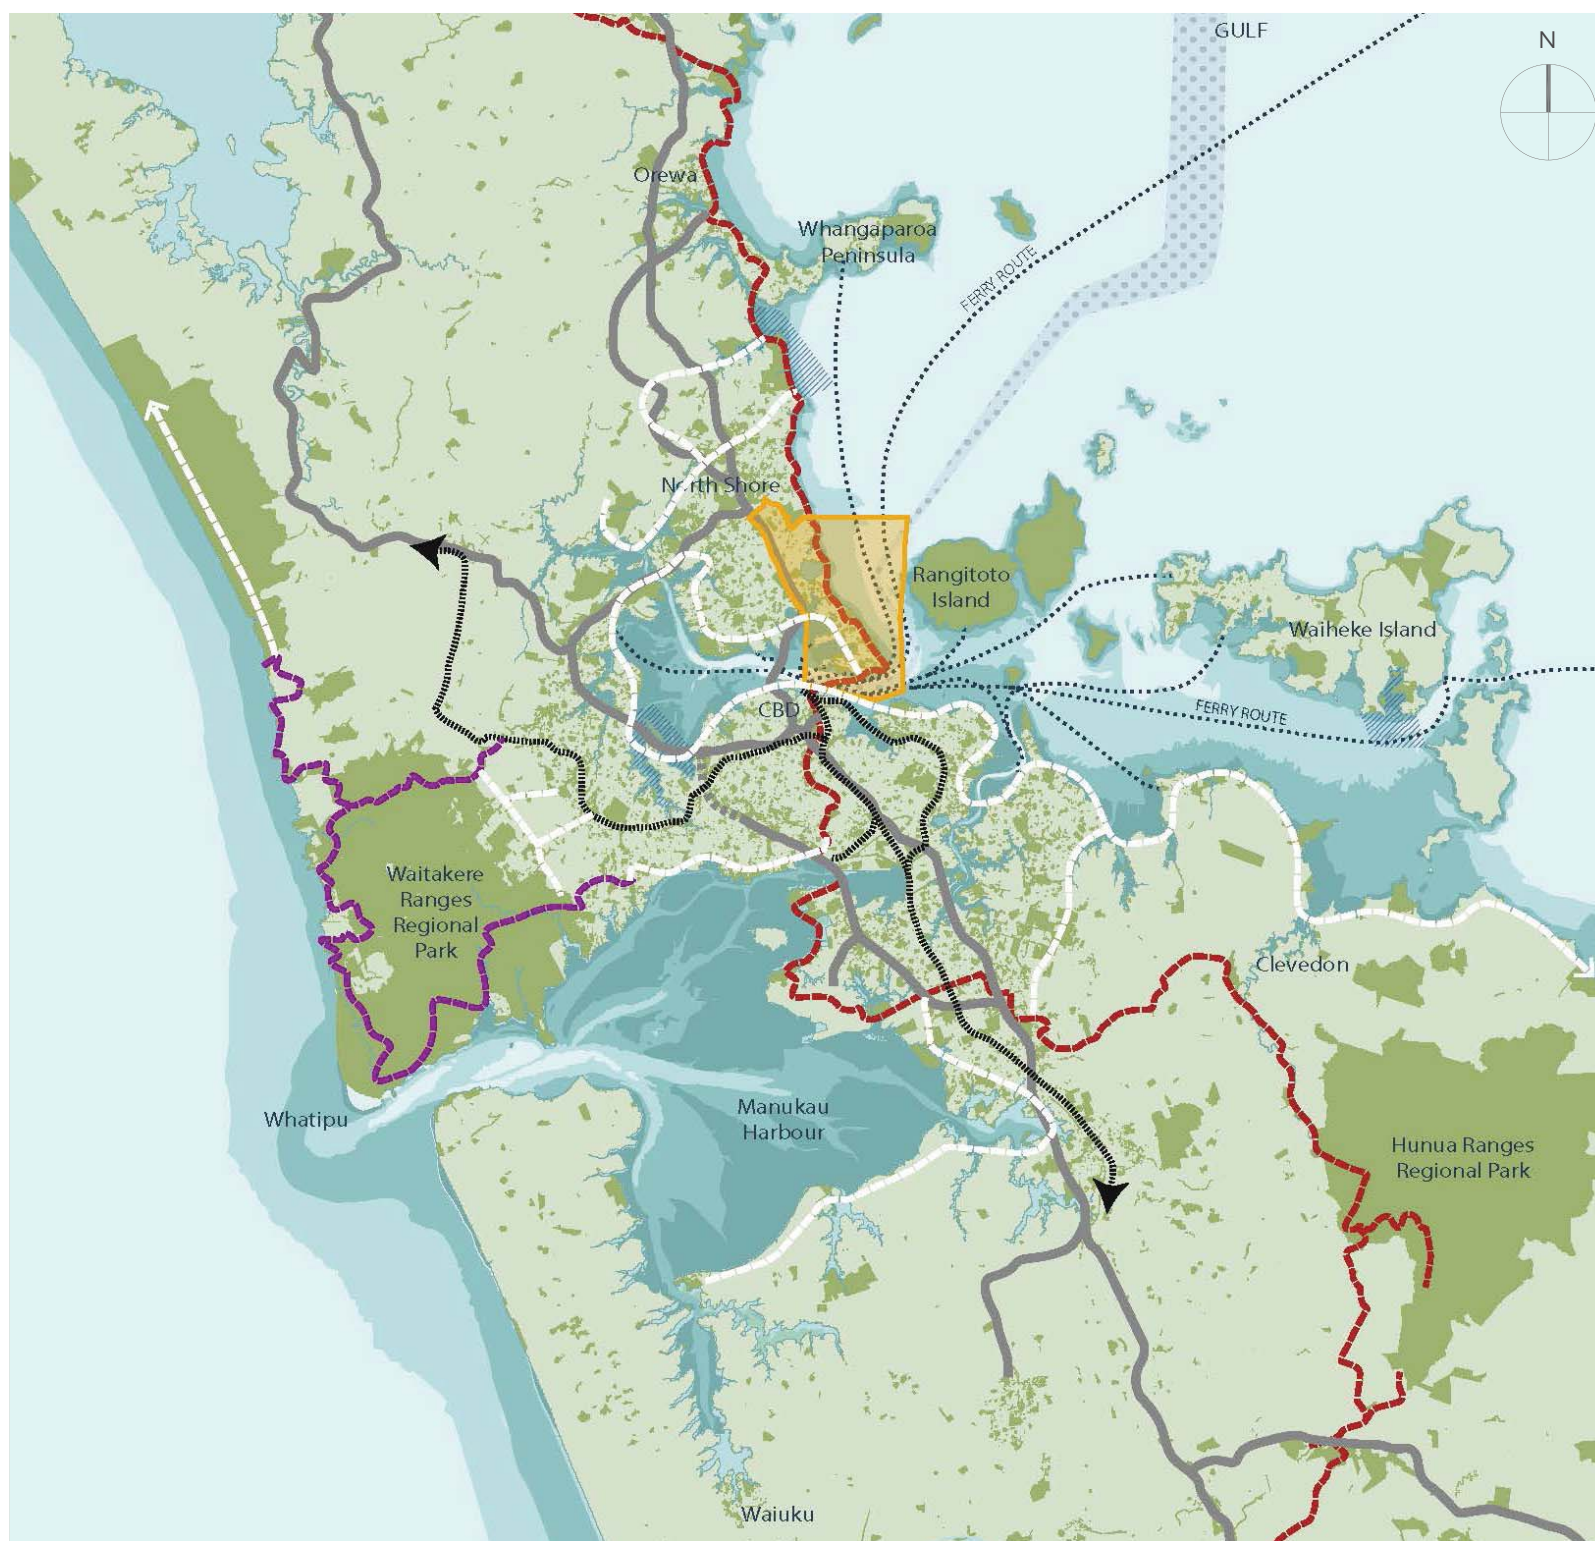 GULF
N
Orewa
Whangaparoa
Peninsula
FERRY ROUTE
North Shore
Rangitoto
Island
Waiheke Island
FERRY ROUTE
CBD
Waitakere
Ranges
Regional
Park
Clevedon
Whatipu
Manukau
Harbour
Hunua Ranges
Regional Park
Waiuku